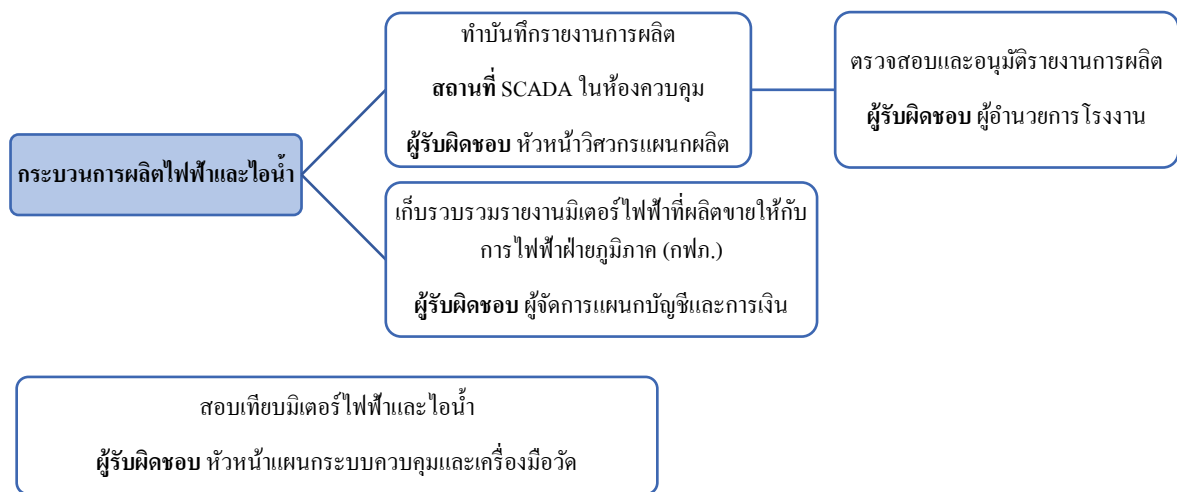 กระบวนการผลิตไฟฟ้าและไอน้ำ
ทำบันทึกรายงานการผลิต
สถานที่ SCADA ในห้องควบคุม
ผู้รับผิดชอบ หัวหน้าวิศวกรแผนกผลิต
ตรวจสอบและอนุมัติรายงานการผลิต
ผู้รับผิดชอบ ผู้อำนวยการโรงงาน
เก็บรวบรวมรายงานมิเตอร์ไฟฟ้าที่ผลิตขายให้กับ
การไฟฟ้าฝ่ายภูมิภาค (กฟภ.)
ผู้รับผิดชอบ ผู้จัดการแผนกบัญชีและการเงิน
สอบเทียบมิเตอร์ไฟฟ้าและไอน้ำ
ผู้รับผิดชอบ หัวหน้าแผนกระบบควบคุมและเครื่องมือวัด